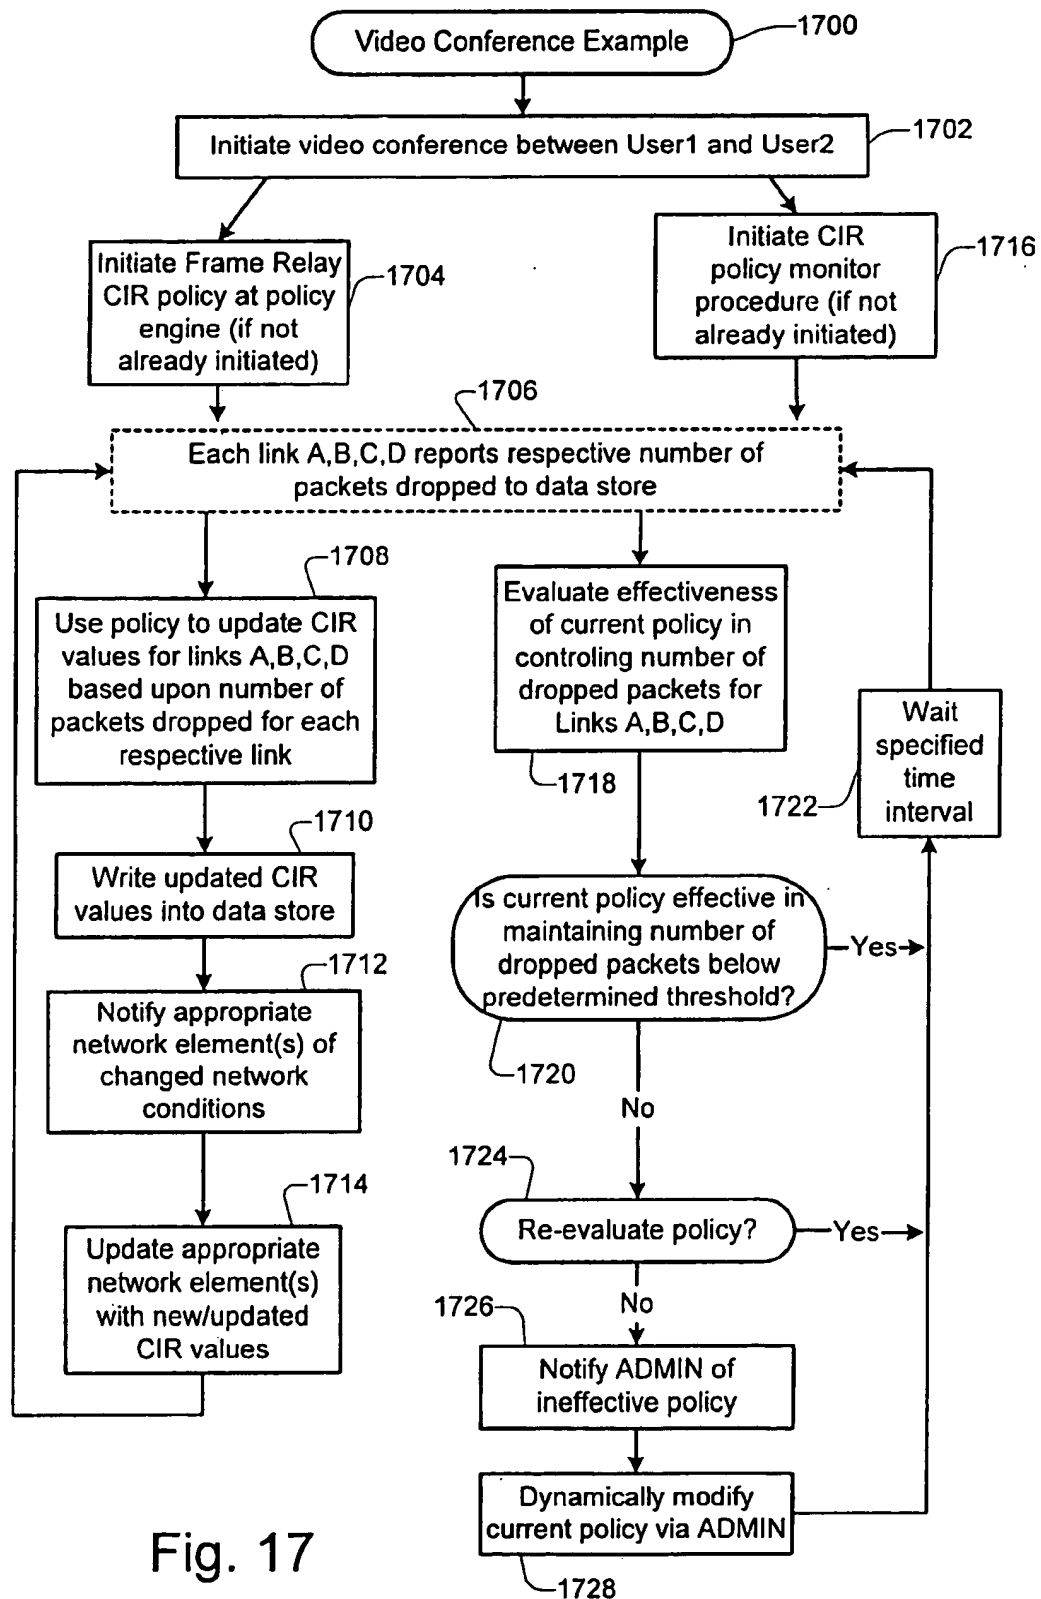 Video Conference Example
1700
Initiate video conference between User1 and User2
1702
Initiate Frame Relay
CIR policy at policy
engine (if not
already initiated)
1704
Initiate CIR
policy monitor
procedure (if not
already initiated)
1716
1706
Each link A,B,C,D reports respective number of
packets dropped to data store
1708
Use policy to update CIR
values for links A,B,C,D
based upon number of
packets dropped for each
respective link
1710
Write updated CIR
values into data store
1712
Notify appropriate
network element(s) of
changed network
conditions
1714
Update appropriate
network element(s)
with new/updated
CIR values
Evaluate effectiveness
of current policy in
controling number of
dropped packets for
Links A,B,C,D
1718
Wait
specified
time
interval
1722
Is current policy effective in
maintaining number of
dropped packets below
predetermined threshold?
Yes
1720
No
1724
Re-evaluate policy?
Yes
No
1726
Notify ADMIN of
ineffective policy
Dynamically modify
current policy via ADMIN
1728
Fig. 17